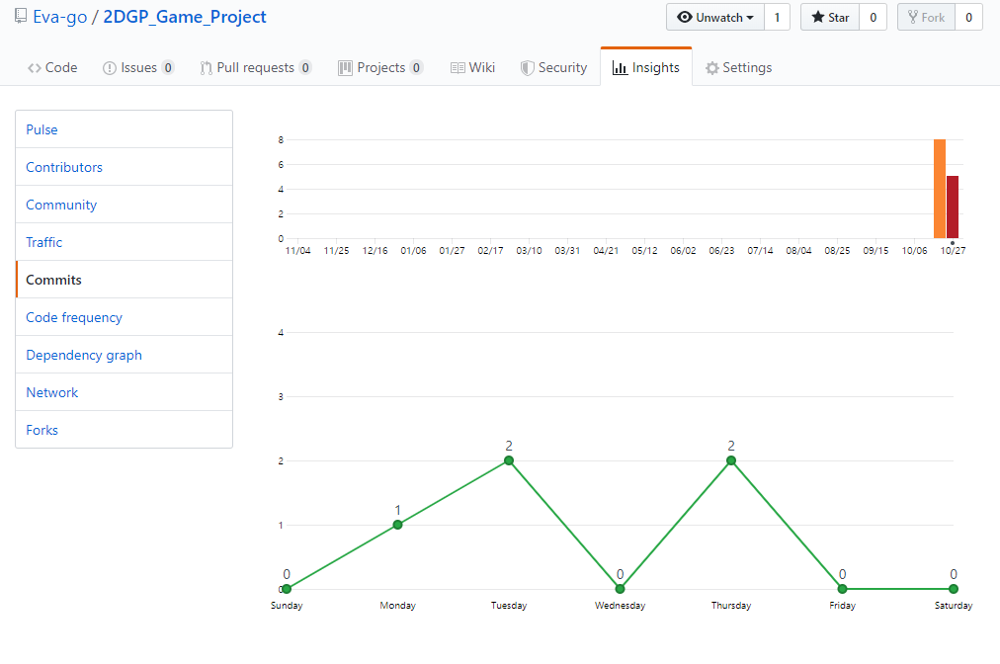 Eva-go / 2DGP_Game_Project
Unwatch 1 Star 0 Fork 0
Code Issues 0 Pull requests 0 Projects 0 Wiki Security Insights Settings
Pulse
Contributors
Community
Traffic
Commits
Code frequency
Dependency graph
Network
Forks
8
6
4
2
0
11/04 11/25 12/16 01/06 01/27 02/17 03/10 03/31 04/21 05/12 06/02 06/23 07/14 08/04 08/25 09/15 10/06 10/27
4
3
2
1
0
0 1 2 0 2 0 0
Sunday Monday Tuesday Wednesday Thursday Friday Saturday